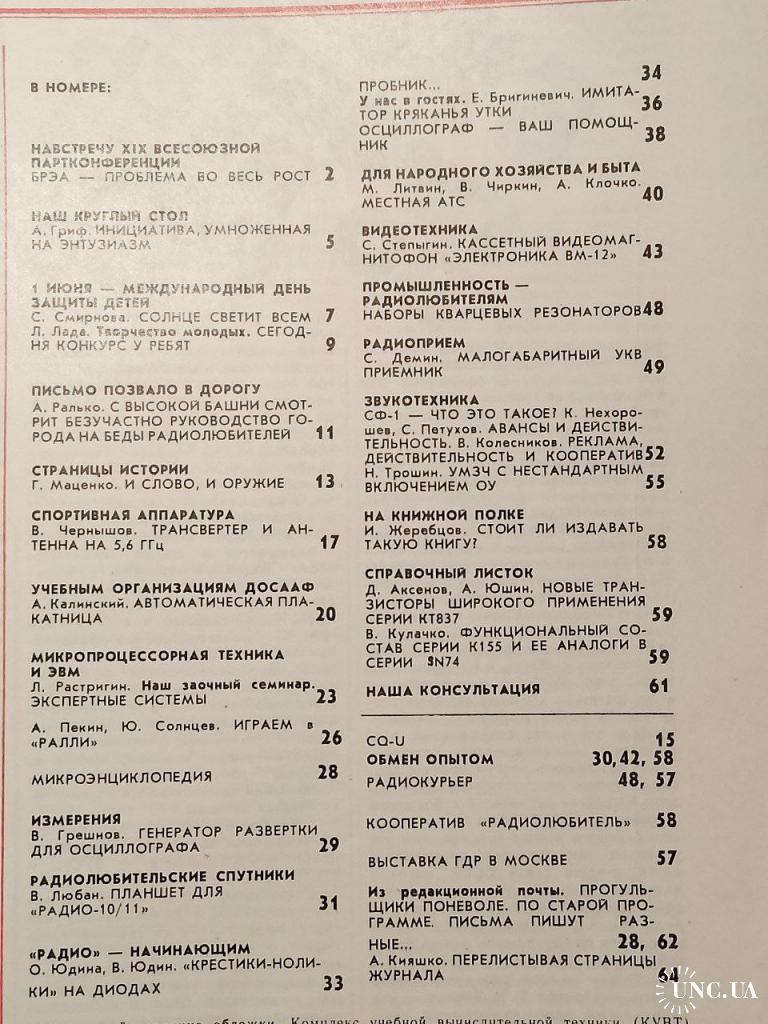 В НОМЕРЕ:
НАВСТРЕЧУ XIX ВСЕСОЮЗНОЙ
ПАРТКОНФЕРЕНЦИИ
БРЭА — ПРОБЛЕМА ВО ВЕСЬ РОСТ 2
НАШ КРУГЛЫЙ СТОЛ
А. Гриф. ИНИЦИАТИВА, УМНОЖЕННАЯ
НА ЭНТУЗИАЗМ 5
1 ИЮНЯ — МЕЖДУНАРОДНЫЙ ДЕНЬ
ЗАЩИТЫ ДЕТЕЙ
С. Смирнова. СОЛНЦЕ СВЕТИТ ВСЕМ 7
Л. Лада. Творчество молодых. СЕГОД-
НЯ КОНКУРС У РЕБЯТ 9
ПИСЬМО ПОЗВАЛО В ДОРОГУ
А. Ралько. С ВЫСОКОЙ БАШНИ СМОТ-
РИТ БЕЗУЧАСТНО РУКОВОДСТВО ГО-
РОДА НА БЕДЫ РАДИОЛЮБИТЕЛЕЙ 11
СТРАНИЦЫ ИСТОРИИ
Г. Маценко. И СЛОВО, И ОРУЖИЕ 13
СПОРТИВНАЯ АППАРАТУРА
В. Чернышов. ТРАНСВЕРТЕР И АН-
ТЕННА НА 5,6 ГГц 17
УЧЕБНЫМ ОРГАНИЗАЦИЯМ ДОСААФ
А. Калинский. АВТОМАТИЧЕСКАЯ ПЛА-
КАТНИЦА 20
МИКРОПРОЦЕССОРНАЯ ТЕХНИКА
И ЭВМ
Л. Растригин. Наш заочный семинар.
ЭКСПЕРТНЫЕ СИСТЕМЫ 23
А. Пекин, Ю. Солнцев. ИГРАЕМ в
«РАЛЛИ» 26
МИКРОЭНЦИКЛОПЕДИЯ 28
ИЗМЕРЕНИЯ
В. Грешнов. ГЕНЕРАТОР РАЗВЕРТКИ
ДЛЯ ОСЦИЛЛОГРАФА 29
РАДИОЛЮБИТЕЛЬСКИЕ СПУТНИКИ
В. Любан. ПЛАНШЕТ ДЛЯ
«РАДИО-10/11» 31
«РАДИО» — НАЧИНАЮЩИМ
О. Юдина, В. Юдин. «КРЕСТИКИ-НОЛИ-
КИ» НА ДИОДАХ 33
ПРОБНИК... 34
У нас в гостях. Е. Бригиневич. ИМИТА-
ТОР КРЯКАНЬЯ УТКИ 36
ОСЦИЛЛОГРАФ — ВАШ ПОМОЩ-
НИК 38
ДЛЯ НАРОДНОГО ХОЗЯЙСТВА И БЫТА
М. Литвин, В. Чиркин, А. Клочко.
МЕСТНАЯ АТС 40
ВИДЕОТЕХНИКА
С. Степыгин. КАССЕТНЫЙ ВИДЕОМАГ-
НИТОФОН «ЭЛЕКТРОНИКА ВМ-12» 43
ПРОМЫШЛЕННОСТЬ —
РАДИОЛЮБИТЕЛЯМ
НАБОРЫ КВАРЦЕВЫХ РЕЗОНАТОРОВ 48
РАДИОПРИЕМ
С. Демин. МАЛОГАБАРИТНЫЙ УКВ
ПРИЕМНИК 49
ЗВУКОТЕХНИКА
СФ-1 — ЧТО ЭТО ТАКОЕ? К. Нехоро-
шев, С. Петухов. АВАНСЫ И ДЕЙСТВИ-
ТЕЛЬНОСТЬ. В. Колесников. РЕКЛАМА,
ДЕЙСТВИТЕЛЬНОСТЬ И КООПЕРАТИВ 52
Н. Трошин. УМЗЧ С НЕСТАНДАРТНЫМ
ВКЛЮЧЕНИЕМ ОУ 55
НА КНИЖНОЙ ПОЛКЕ
И. Жеребцов. СТОИТ ЛИ ИЗДАВАТЬ
ТАКУЮ КНИГУ? 58
СПРАВОЧНЫЙ ЛИСТОК
Д. Аксенов, А. Юшин. НОВЫЕ ТРАН-
ЗИСТОРЫ ШИРОКОГО ПРИМЕНЕНИЯ
СЕРИИ КТ837 59
В. Кулачко. ФУНКЦИОНАЛЬНЫЙ СО-
СТАВ СЕРИИ К155 И ЕЕ АНАЛОГИ В
СЕРИИ SN74 59
НАША КОНСУЛЬТАЦИЯ 61
CQ-U 15
ОБМЕН ОПЫТОМ 30, 42, 58
РАДИОКУРЬЕР 48, 57
КООПЕРАТИВ «РАДИОЛЮБИТЕЛЬ» 58
ВЫСТАВКА ГДР В МОСКВЕ 57
Из редакционной почты. ПРОГУЛЬ-
ЩИКИ ПОНЕВОЛЕ. ПО СТАРОЙ ПРО-
ГРАММЕ. ПИСЬМА ПИШУТ РАЗ-
НЫЕ... 28, 62
А. Кияшко. ПЕРЕЛИСТЫВАЯ СТРАНИЦЫ
ЖУРНАЛА 64
обложки. Комплекс учебной вычислительной техники (КУВТ)
UNC.UA